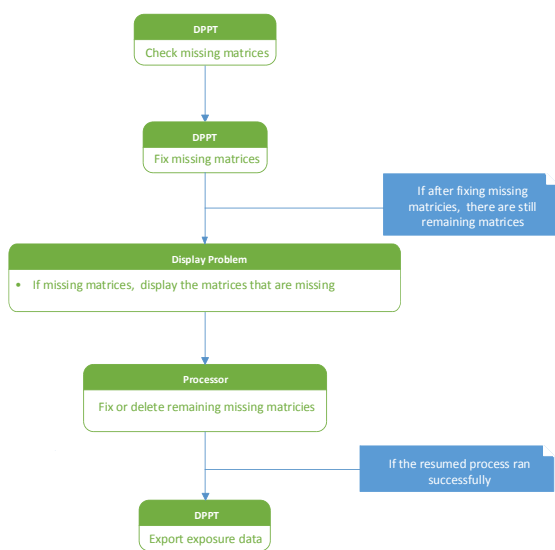 DPPT
Check missing matrices
DPPT
Fix missing matrices
If after fixing missing
matricies, there are still
remaining matrices
Display Problem
• If missing matrices, display the matrices that are missing
Processor
Fix or delete remaining missing matricies
If the resumed process ran
successfully
DPPT
Export exposure data